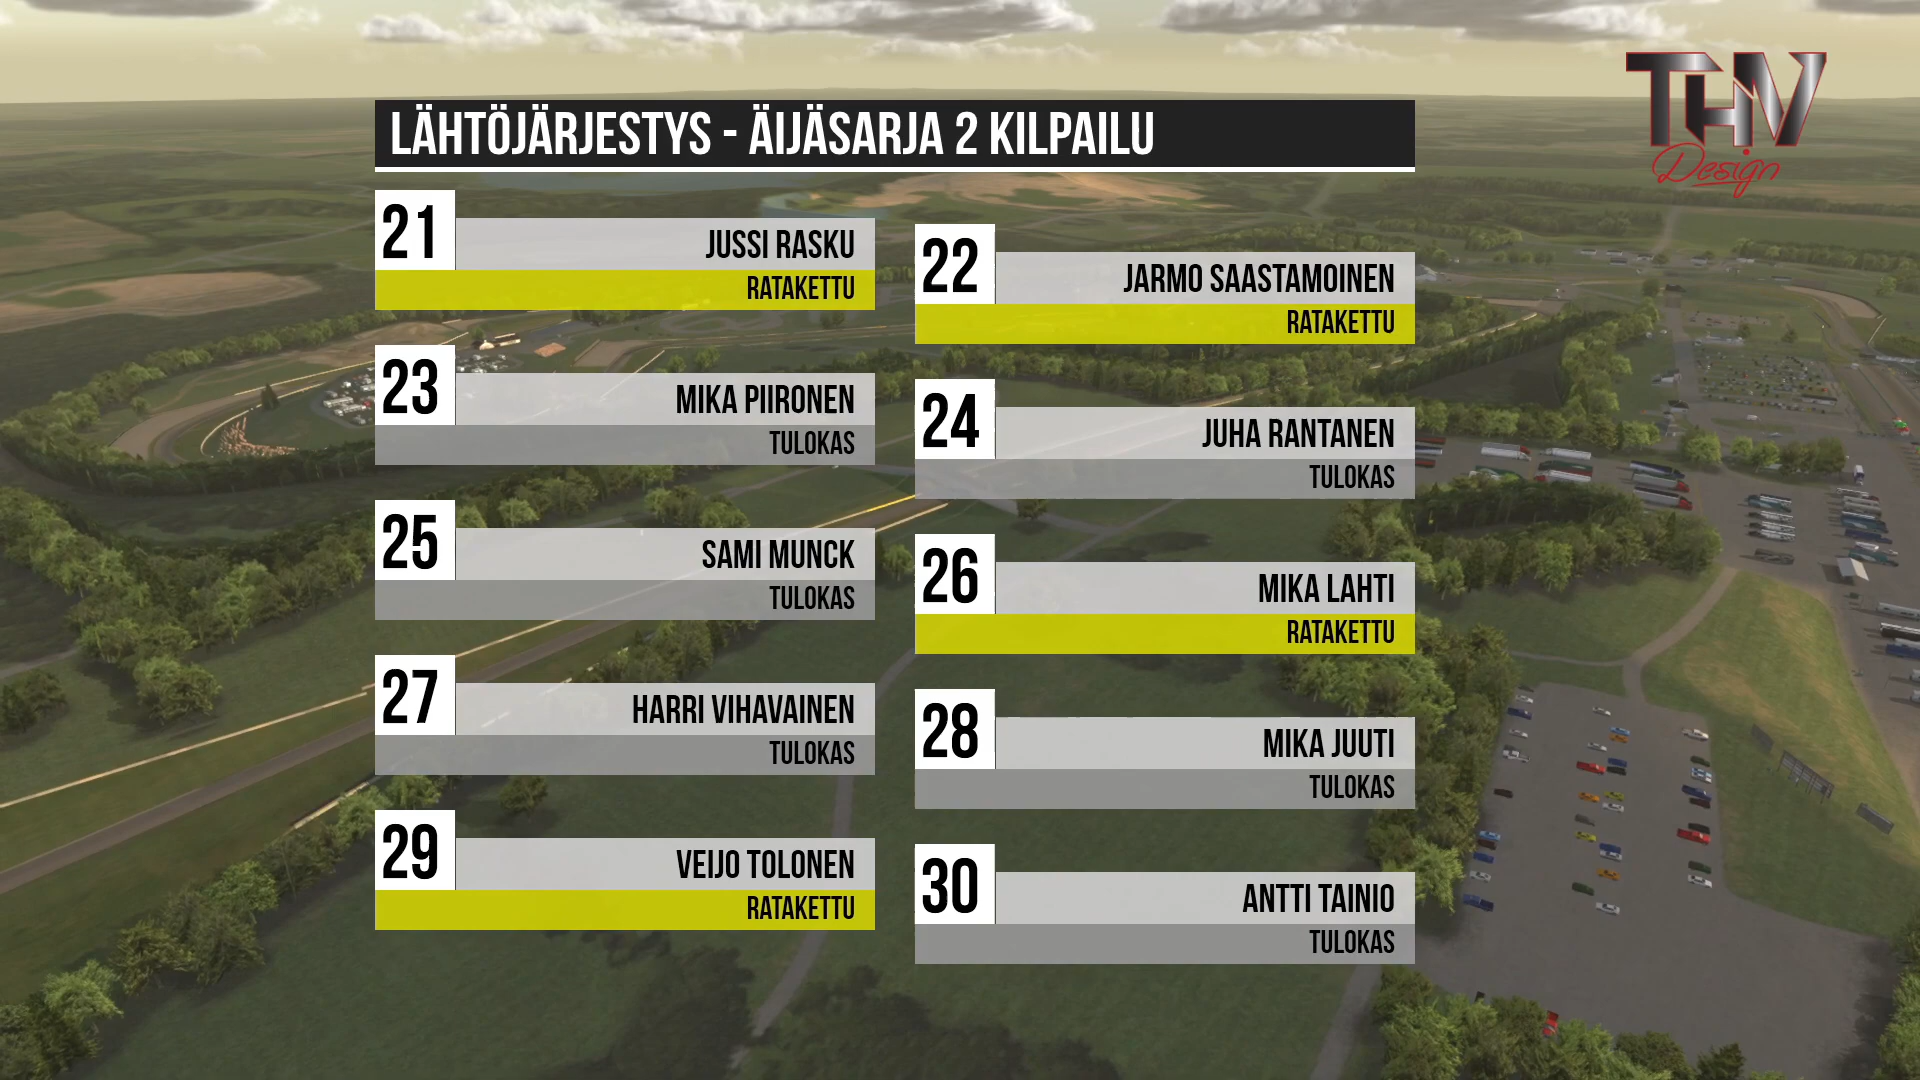 LÄHTÖJÄRJESTYS - ÄIJÄSARJA 2 KILPAILU
THV
Design
21
JUSSI RASKU
RATAKETTU
22
JARMO SAASTAMOINEN
RATAKETTU
23
MIKA PIIRONEN
TULOKAS
24
JUHA RANTANEN
TULOKAS
25
SAMI MUNCK
TULOKAS
26
MIKA LAHTI
RATAKETTU
27
HARRI VIHAVAINEN
TULOKAS
28
MIKA JUUTI
TULOKAS
29
VEIJO TOLONEN
RATAKETTU
30
ANTTI TAINIO
TULOKAS